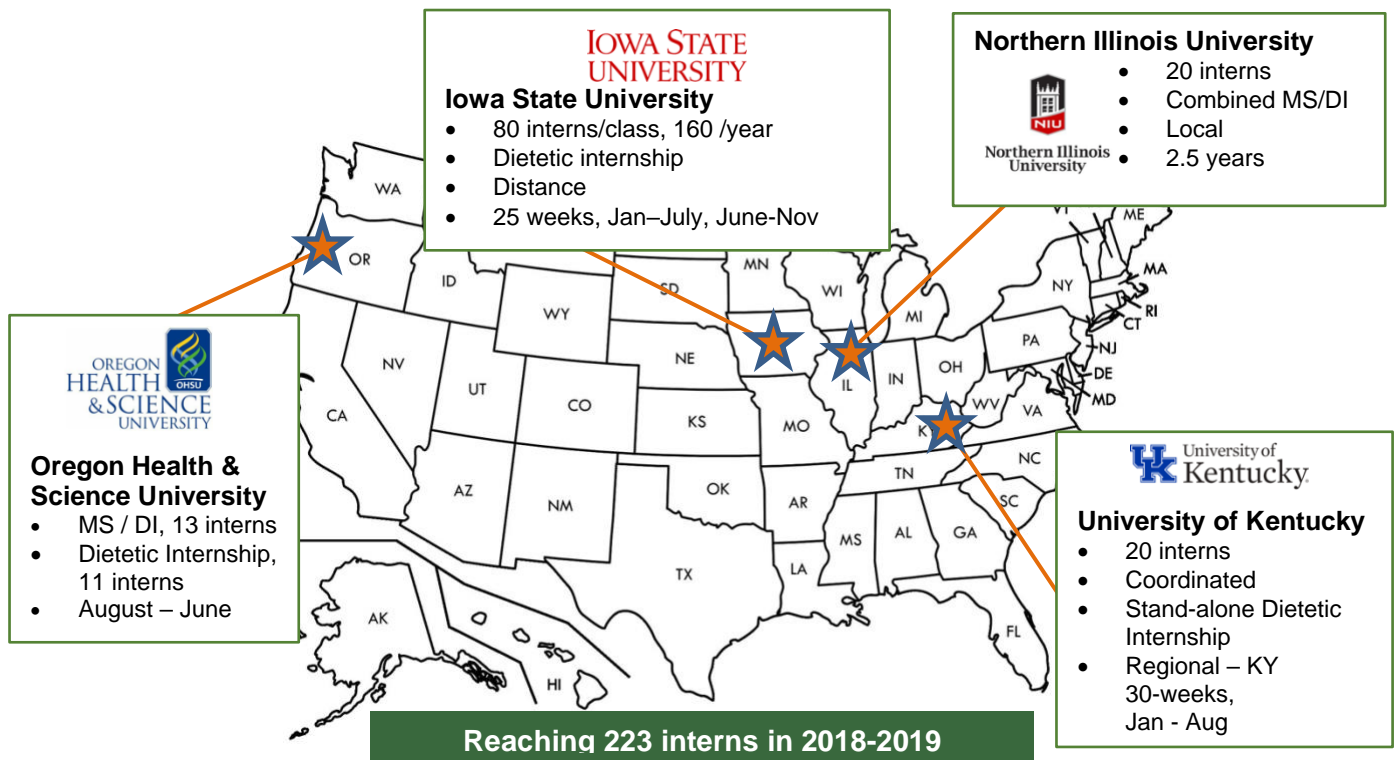 IOWA STATE
UNIVERSITY
Iowa State University
• 80 interns/class, 160 /year
• Dietetic internship
• Distance
• 25 weeks, Jan–July, June-Nov
Northern Illinois University
NIU
Northern Illinois
University
• 20 interns
• Combined MS/DI
• Local
• 2.5 years
OREGON
HEALTH
OHSU
& SCIENCE
UNIVERSITY
Oregon Health &
Science University
• MS / DI, 13 interns
• Dietetic Internship,
11 interns
• August – June
UK
University of
Kentucky
University of Kentucky
• 20 interns
• Coordinated
• Stand-alone Dietetic
Internship
• Regional – KY
30-weeks,
Jan - Aug
WA
OR
ID
WY
NV
UT
CO
CA
AZ
NM
SD
NE
KS
OK
TX
MN
WI
MO
AR
LA
MS
AL
GA
FL
TN
KY
IL
IN
MI
OH
WV
VA
NC
SC
PA
NY
VT
ME
MA
RI
CT
NJ
DE
MD
AK
HI
Reaching 223 interns in 2018-2019